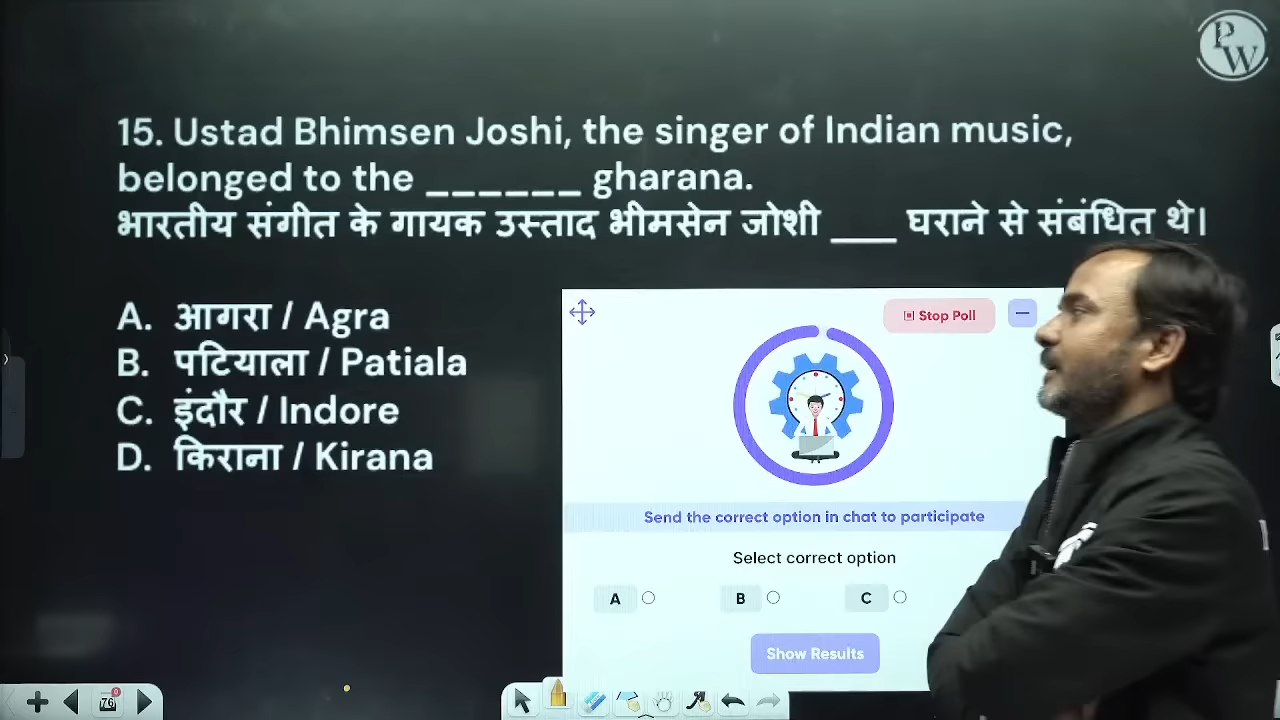 PW
15. Ustad Bhimsen Joshi, the singer of Indian music,
belonged to the ______ gharana.
भारतीय संगीत के गायक उस्ताद भीमसेन जोशी ___ घराने से संबंधित थे।
A. आगरा / Agra
B. पटियाला / Patiala
C. इंदौर / Indore
D. किराना / Kirana
Stop Poll
Send the correct option in chat to participate
Select correct option
A B C
Show Results
76